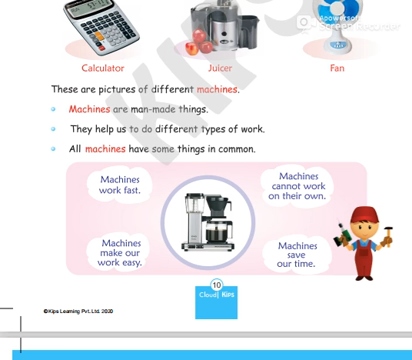 Calculator
Juicer
Fan
These are pictures of different machines.
Machines are man-made things.
They help us to do different types of work.
All machines have some things in common.
Machines
work fast.
Machines
cannot work
on their own.
Machines
make our
work easy.
Machines
save
our time.
10
Cloud| Kips
©Kips Learning Pvt. Ltd. 2020
KIPS